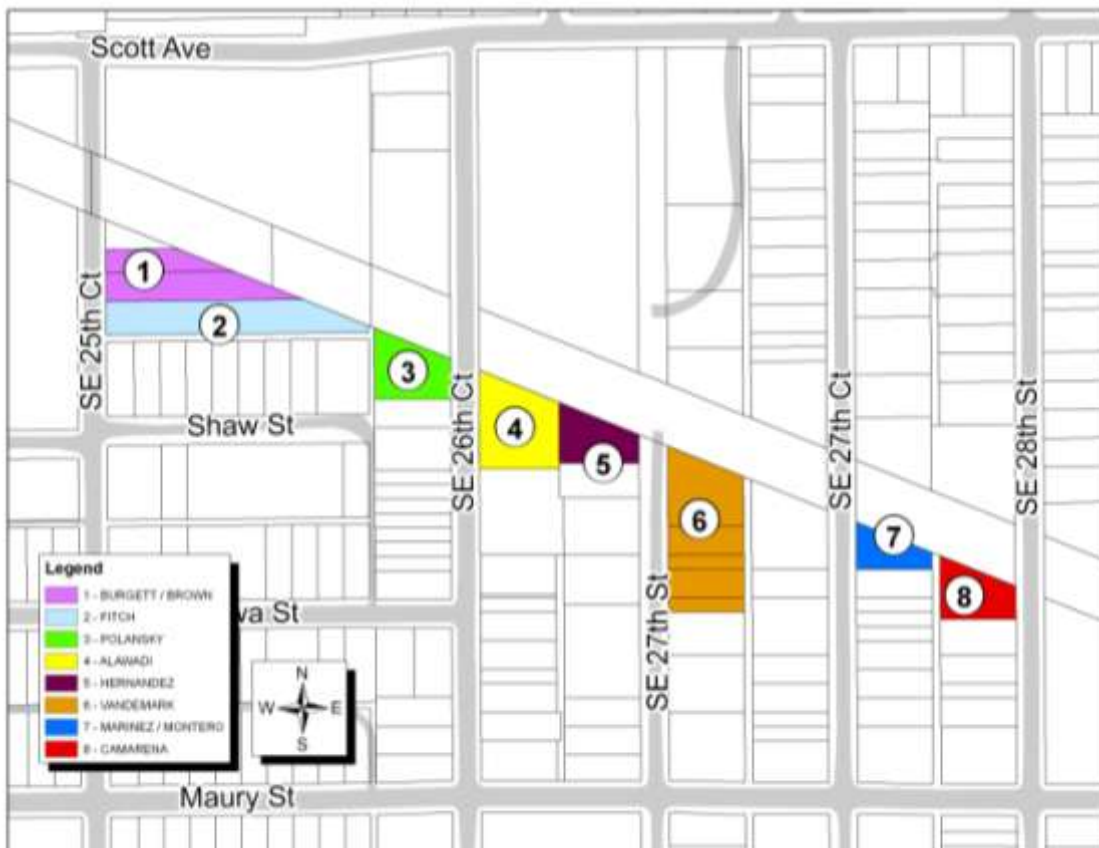 Scott Ave
SE 25th Ct
1
2
3
4
5
6
7
8
SE 26th Ct
SE 27th St
SE 27th Ct
SE 28th St
Shaw St
va St
Maury St
Legend
1 - BURGETT / BROWN
2 - FITCH
3 - POLANSKY
4 - ALAWADI
5 - HERNANDEZ
6 - VANDEMARK
7 - MARINEZ / MONTERO
8 - CAMARENA
N
W E
S